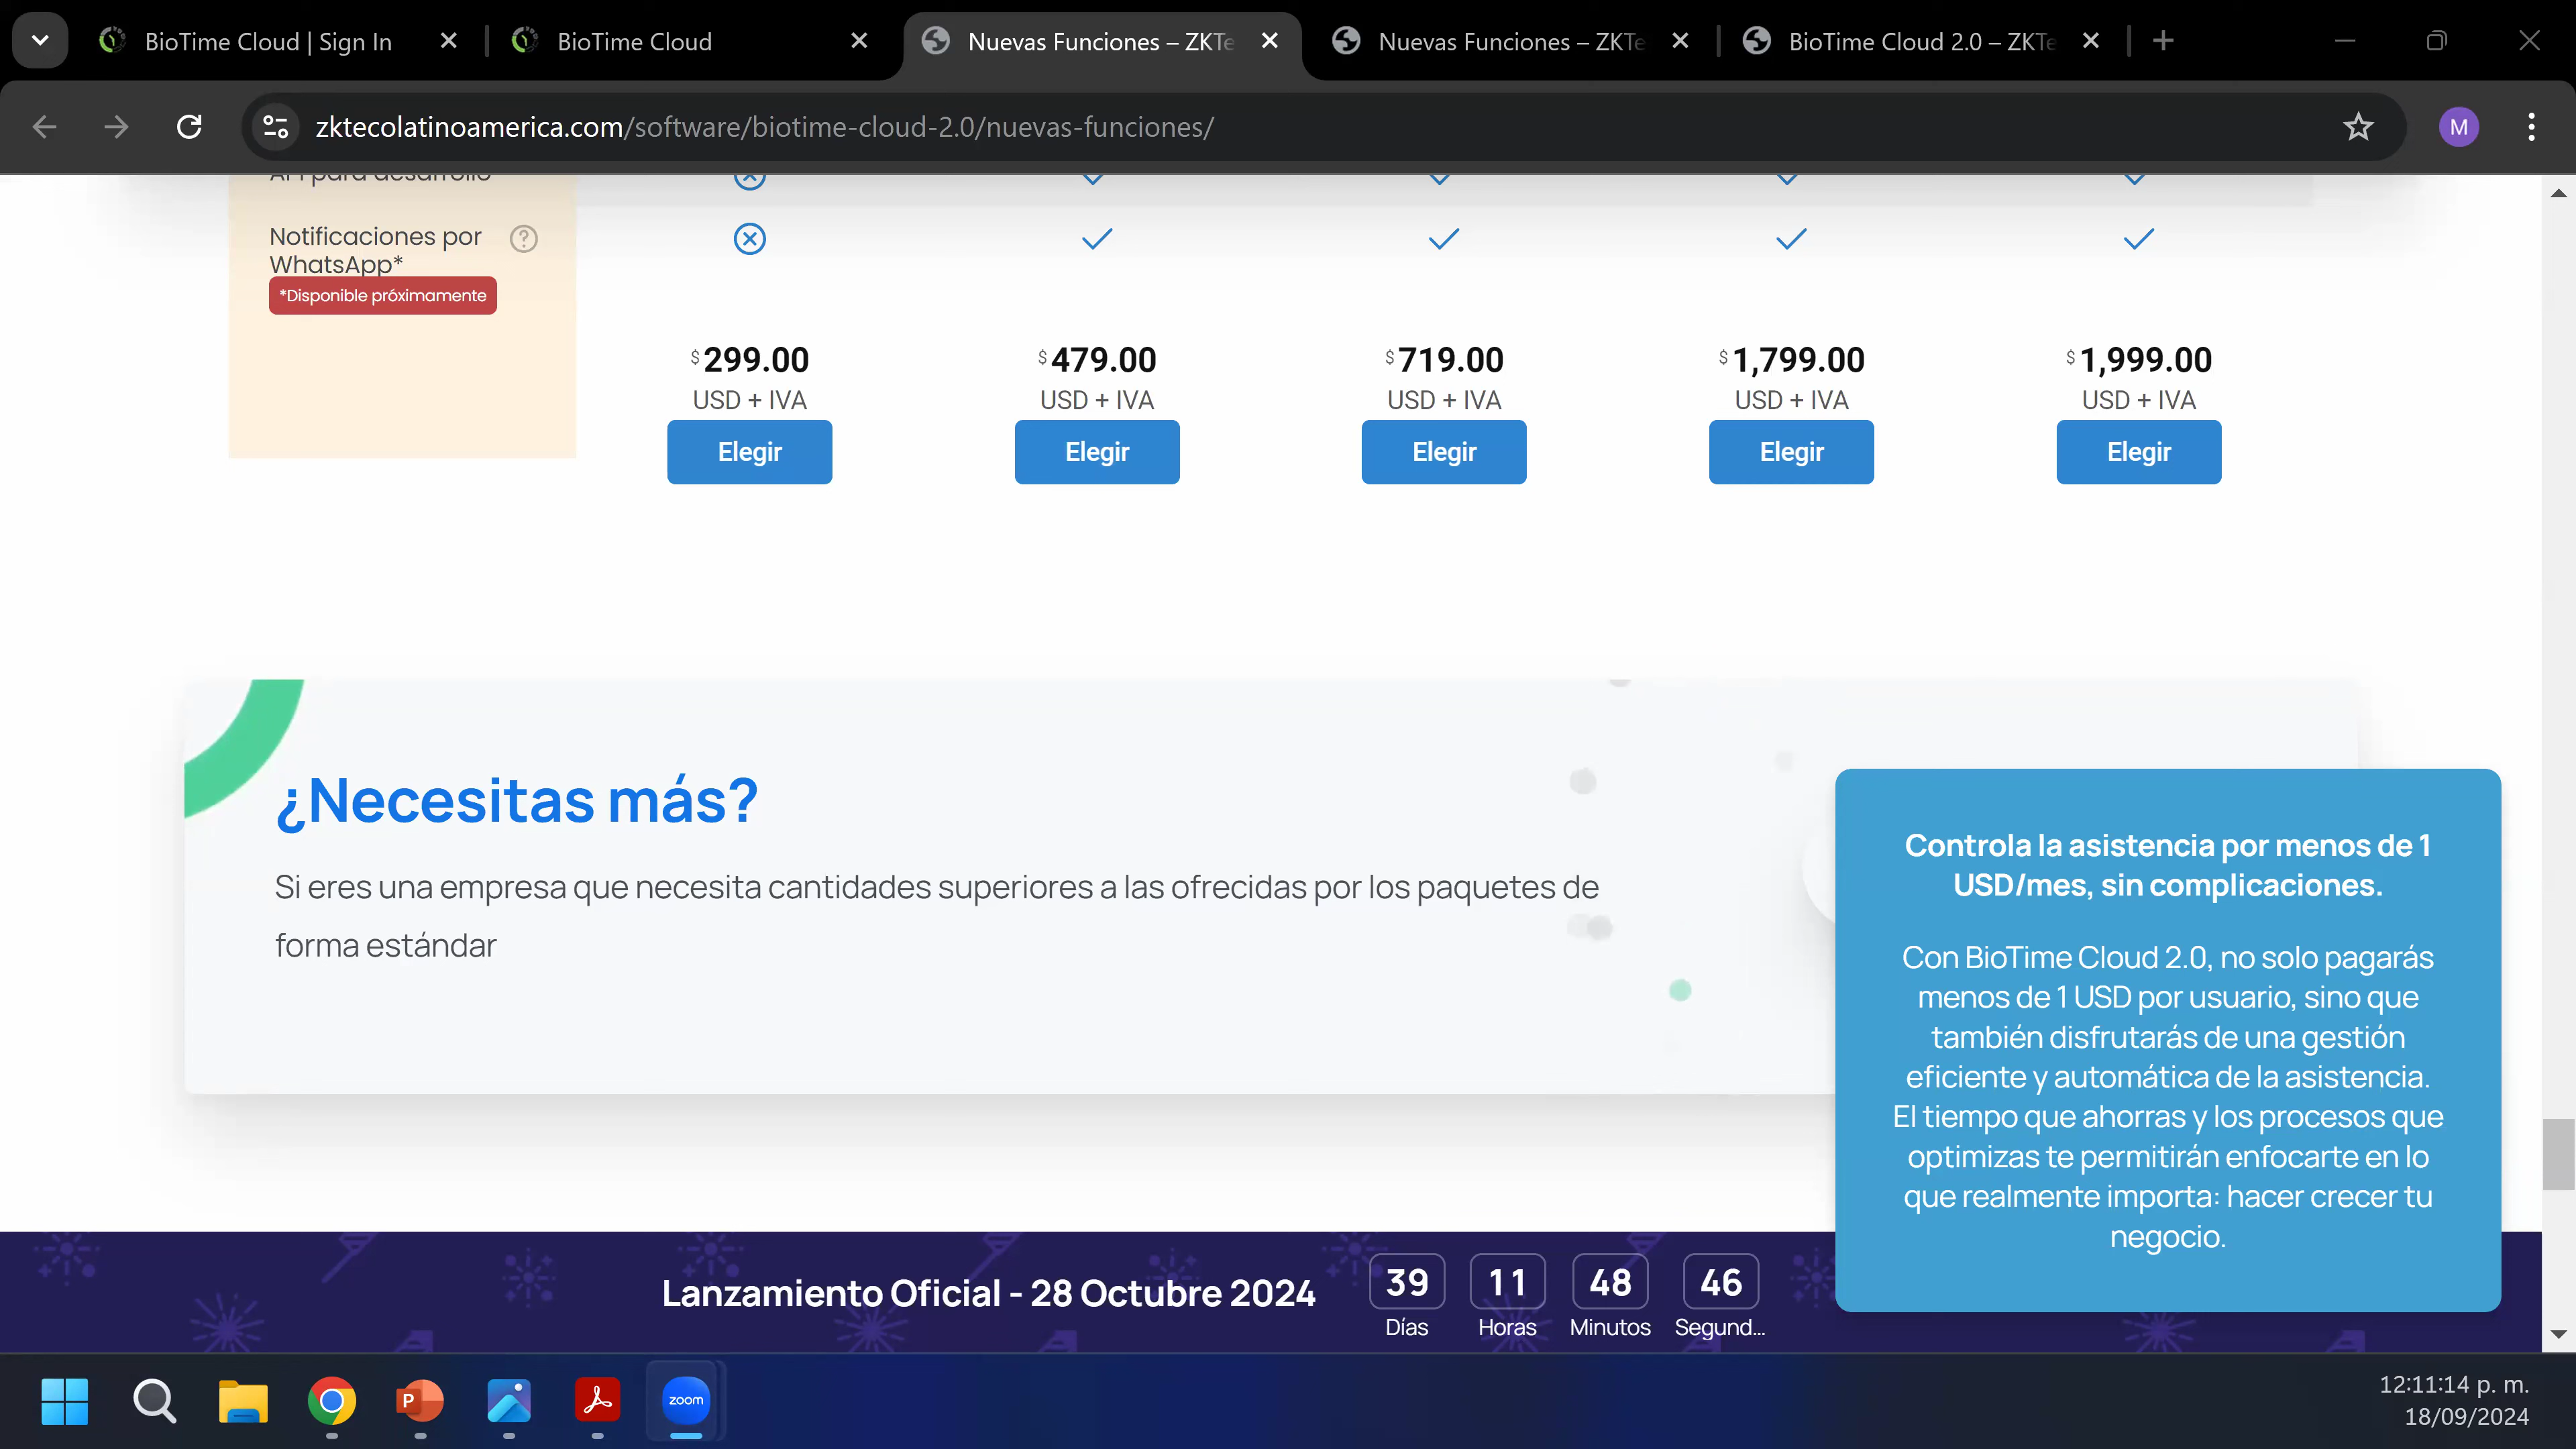 BioTime Cloud | Sign In
BioTime Cloud
Nuevas Funciones – ZKTe
Nuevas Funciones – ZKTe
BioTime Cloud 2.0 – ZKTe
zktecolatinoamerica.com/software/biotime-cloud-2.0/nuevas-funciones/
M
API para desarrollo
Notificaciones por
WhatsApp*
*Disponible próximamente
$299.00
USD + IVA
Elegir
$479.00
USD + IVA
Elegir
$719.00
USD + IVA
Elegir
$1,799.00
USD + IVA
Elegir
$1,999.00
USD + IVA
Elegir
¿Necesitas más?
Si eres una empresa que necesita cantidades superiores a las ofrecidas por los paquetes de
forma estándar
Controla la asistencia por menos de 1
USD/mes, sin complicaciones.
Con BioTime Cloud 2.0, no solo pagarás
menos de 1 USD por usuario, sino que
también disfrutarás de una gestión
eficiente y automática de la asistencia.
El tiempo que ahorras y los procesos que
optimizas te permitirán enfocarte en lo
que realmente importa: hacer crecer tu
negocio.
Lanzamiento Oficial - 28 Octubre 2024
39 11 48 46
Días Horas Minutos Segund...
P
zoom
12:11:14 p. m.
18/09/2024